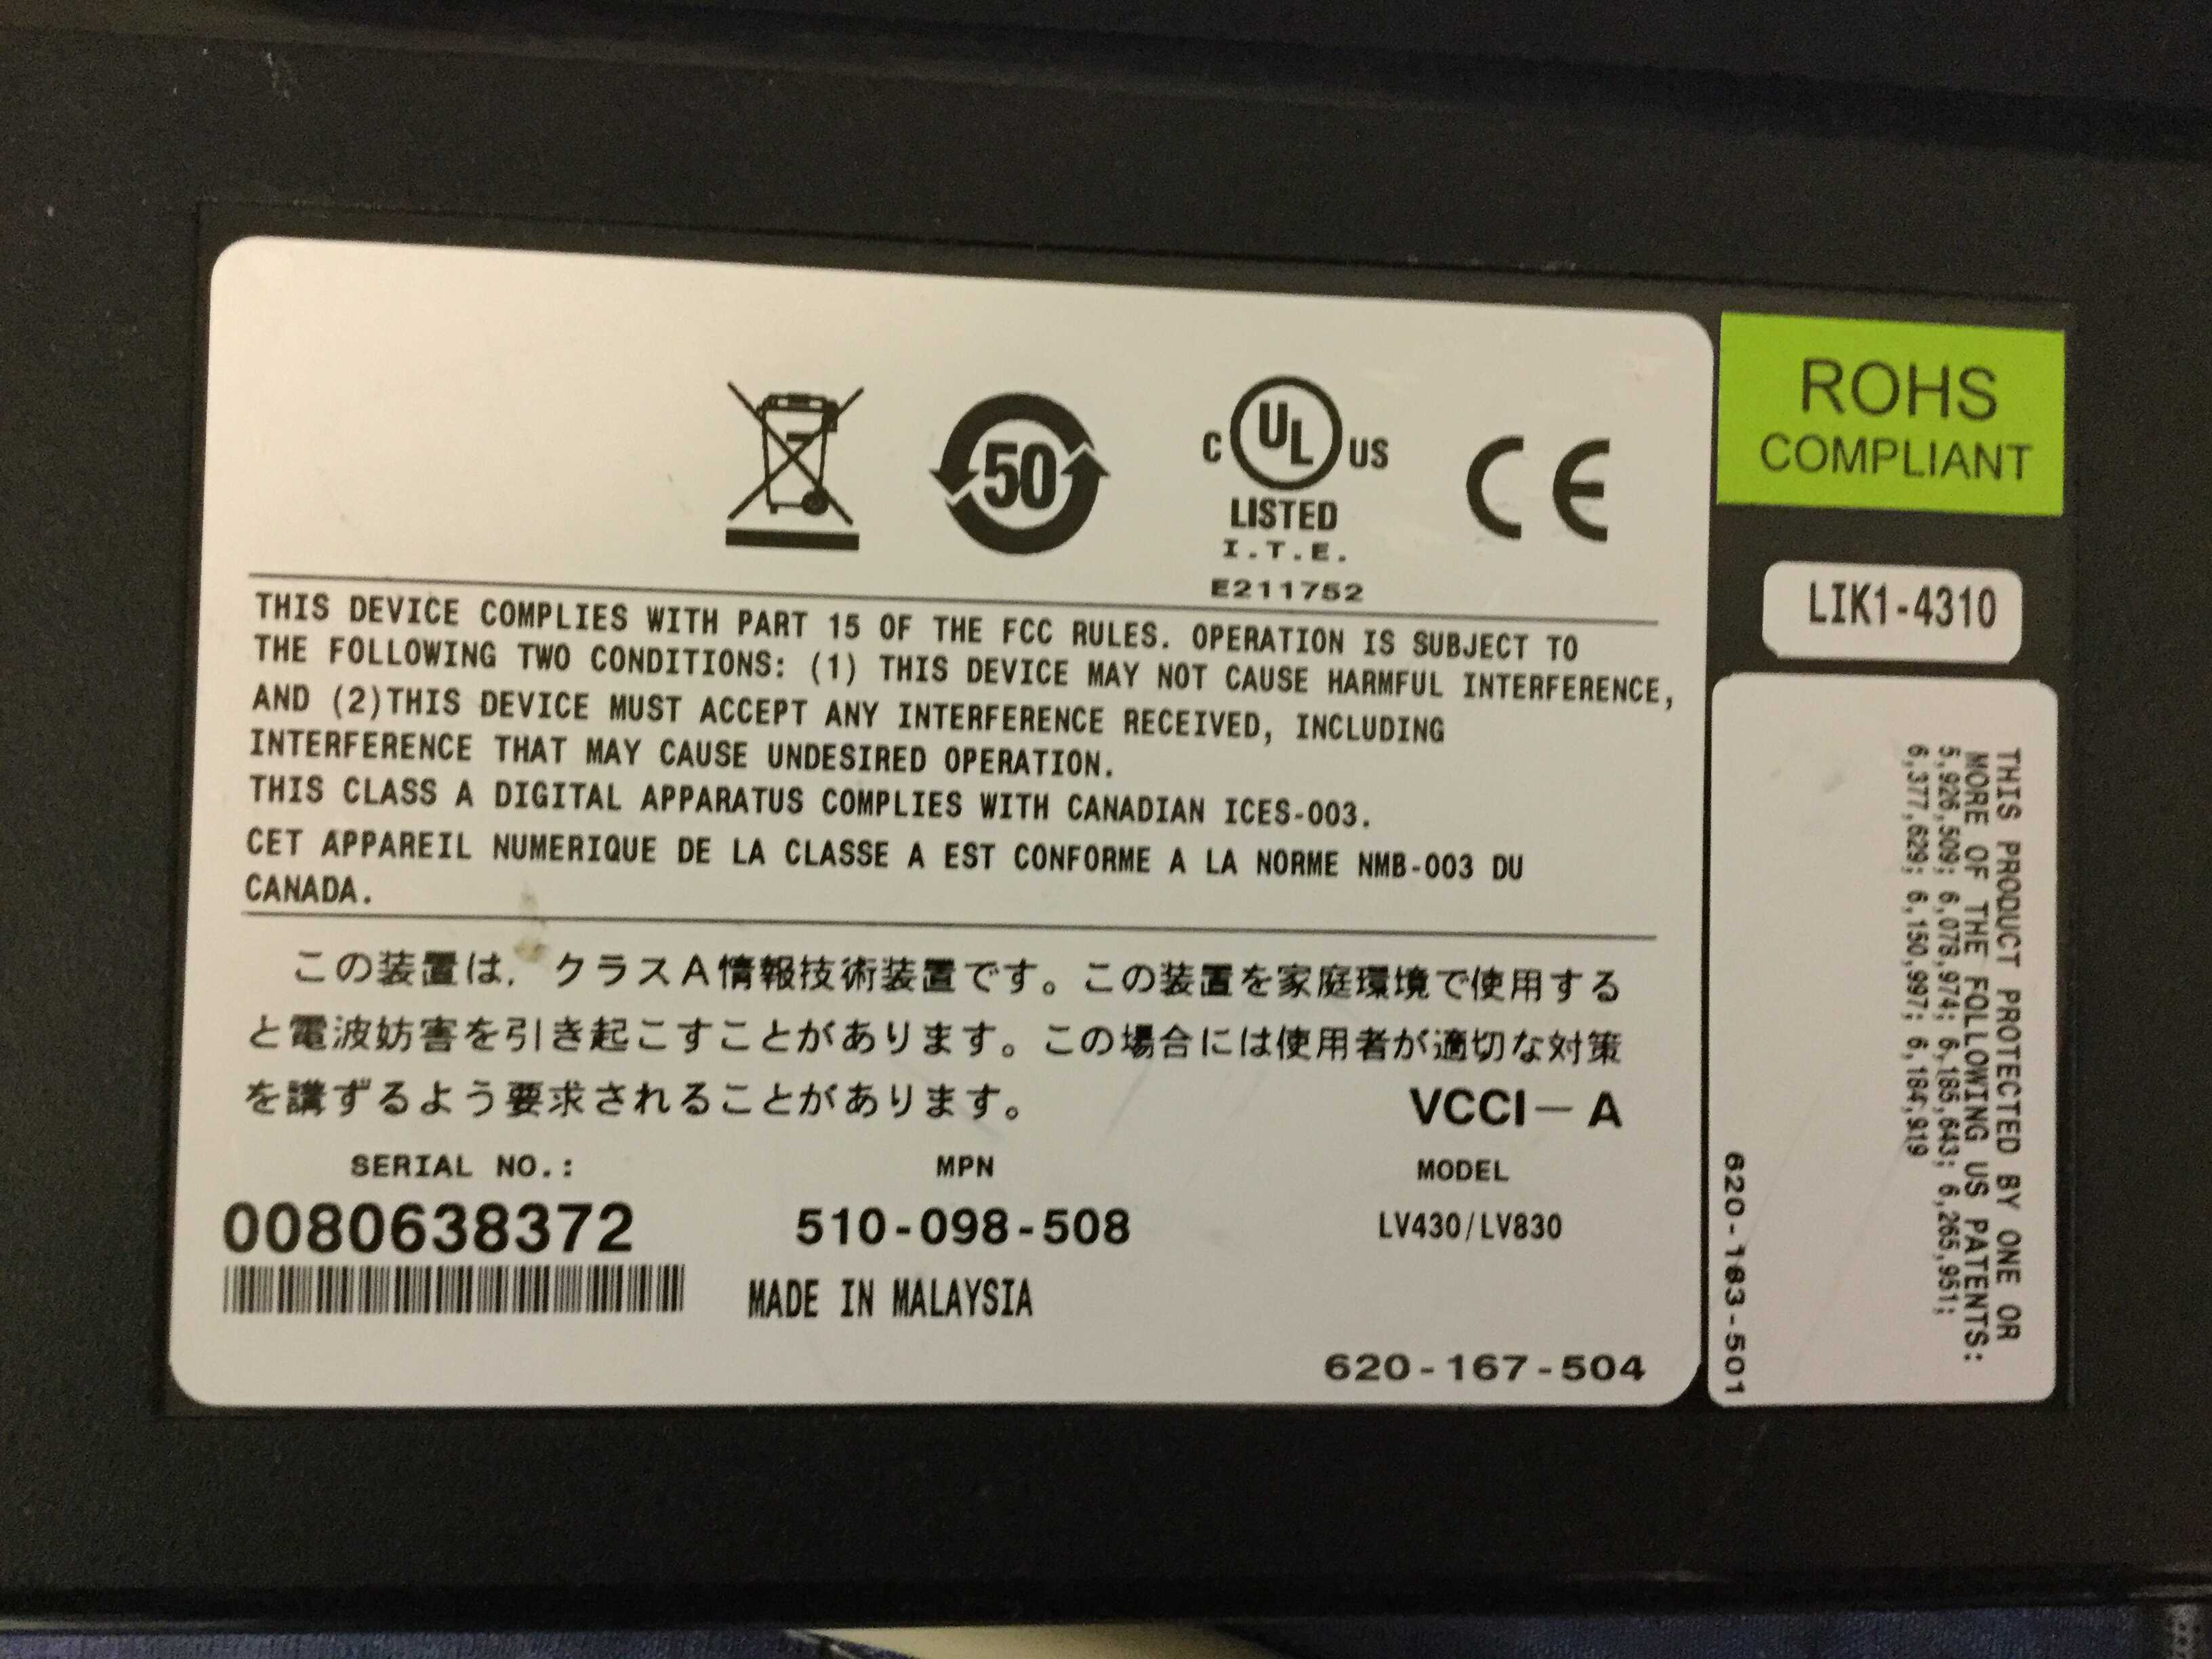 50
C UL US
LISTED
I.T.E.
E211752
CE
THIS DEVICE COMPLIES WITH PART 15 OF THE FCC RULES. OPERATION IS SUBJECT TO
THE FOLLOWING TWO CONDITIONS: (1) THIS DEVICE MAY NOT CAUSE HARMFUL INTERFERENCE,
AND (2)THIS DEVICE MUST ACCEPT ANY INTERFERENCE RECEIVED, INCLUDING
INTERFERENCE THAT MAY CAUSE UNDESIRED OPERATION.
THIS CLASS A DIGITAL APPARATUS COMPLIES WITH CANADIAN ICES-003.
CET APPAREIL NUMERIQUE DE LA CLASSE A EST CONFORME A LA NORME NMB-003 DU
CANADA.
この装置は，クラスA情報技術装置です。この装置を家庭環境で使用する
と電波妨害を引き起こすことがあります。この場合には使用者が適切な対策
を講ずるよう要求されることがあります。
VCCI－A
SERIAL NO.:
0080638372
MPN
510-098-508
MODEL
LV430/LV830
MADE IN MALAYSIA
620-167-504
ROHS
COMPLIANT
LIK1-4310
THIS PRODUCT PROTECTED BY ONE OR
MORE OF THE FOLLOWING US PATENTS:
5,926,509; 6,078,974; 6,185,643; 6,265,951;
6,377,629; 6,150,997; 6,184,919
620-183-501